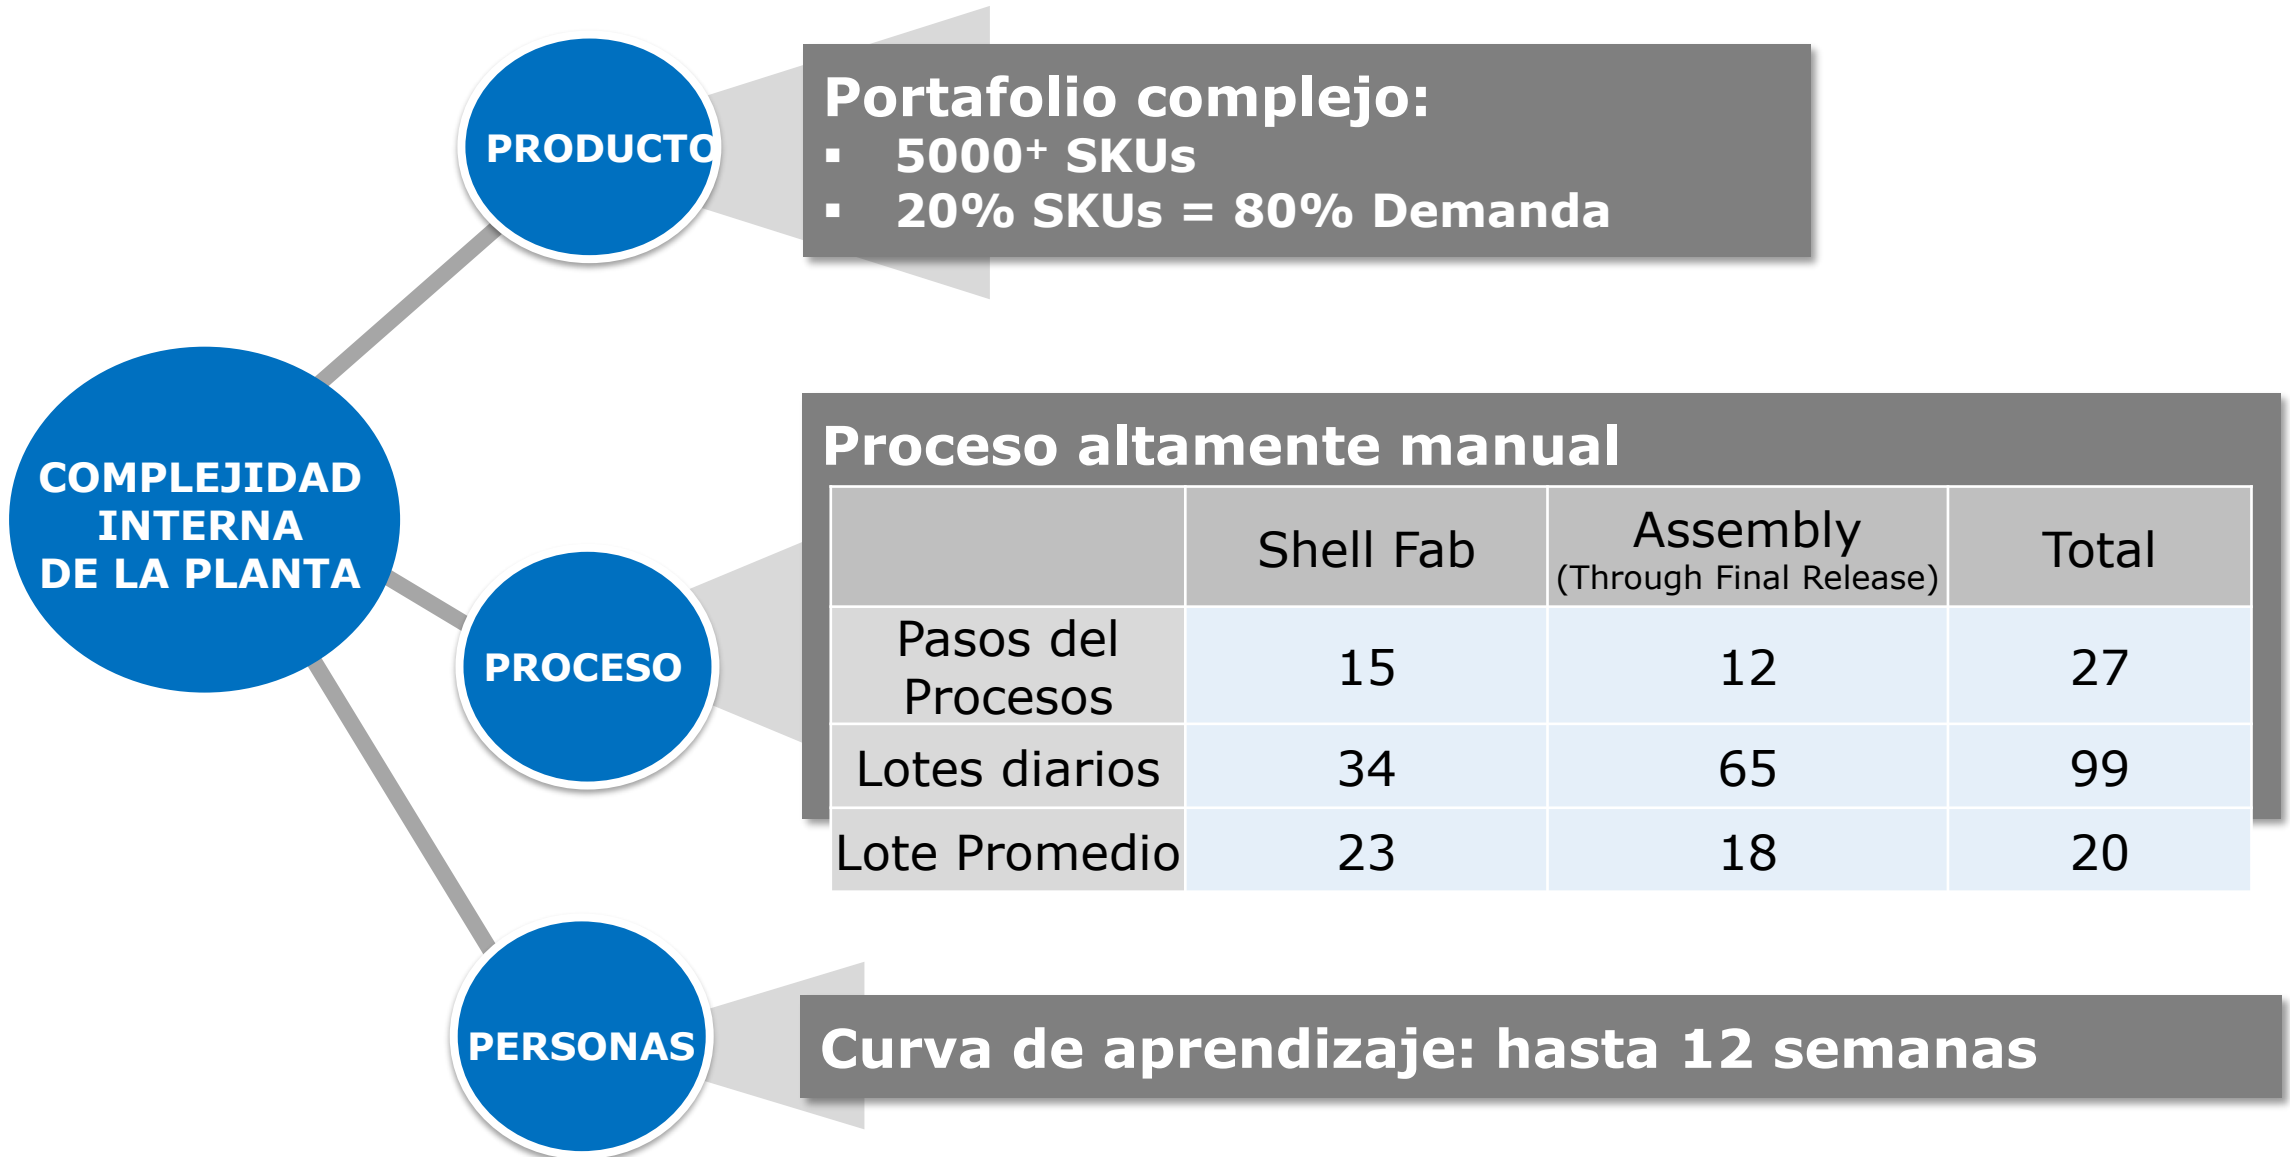 PRODUCTO
Portafolio complejo:
▪ 5000+ SKUs
▪ 20% SKUs = 80% Demanda
COMPLEJIDAD
INTERNA
DE LA PLANTA
PROCESO
Proceso altamente manual
Shell Fab
Assembly
(Through Final Release)
Total
Pasos del
Procesos
15
12
27
Lotes diarios
34
65
99
Lote Promedio
23
18
20
PERSONAS
Curva de aprendizaje: hasta 12 semanas